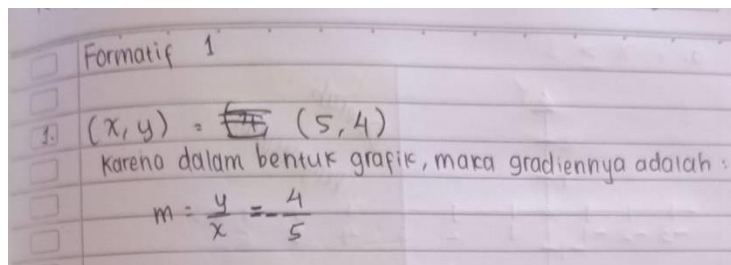 Formatif 1
1. (x, y) = (5, 4)
Karena dalam bentuk grafik, maka gradiennya adalah :
m = y/x = -4/5